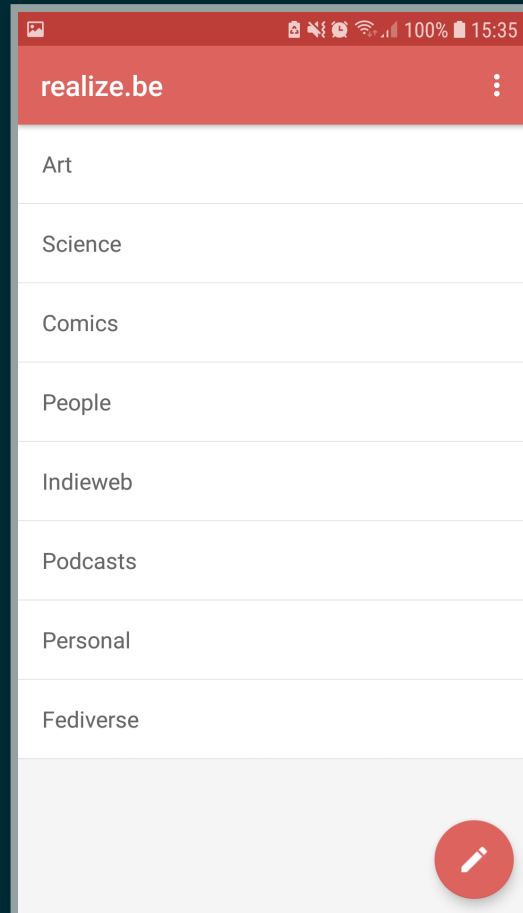 100% 15:35
realize.be
Art
Science
Comics
People
Indieweb
Podcasts
Personal
Fediverse